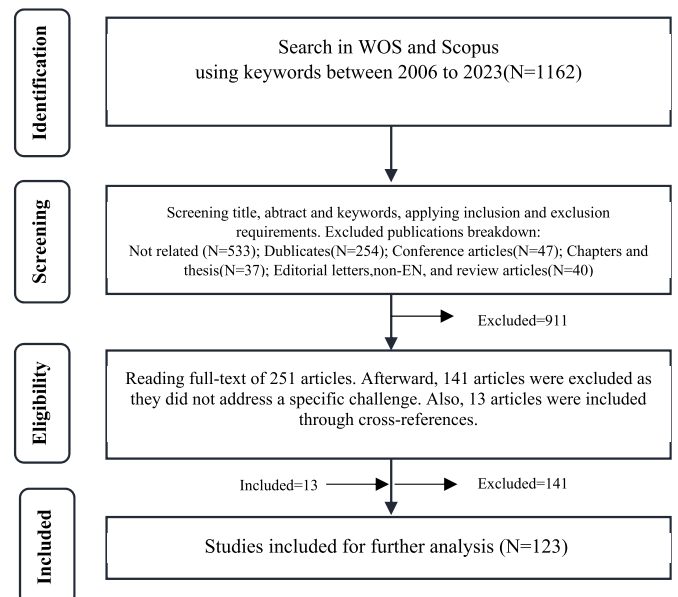 Identification
Search in WOS and Scopus
using keywords between 2006 to 2023(N=1162)
Screening
Screening title, abtract and keywords, applying inclusion and exclusion
requirements. Excluded publications breakdown:
Not related (N=533); Dublicates(N=254); Conference articles(N=47); Chapters and
thesis(N=37); Editorial letters,non-EN, and review articles(N=40)
Excluded=911
Eligibility
Reading full-text of 251 articles. Afterward, 141 articles were excluded as
they did not address a specific challenge. Also, 13 articles were included
through cross-references.
Included=13
Excluded=141
Included
Studies included for further analysis (N=123)